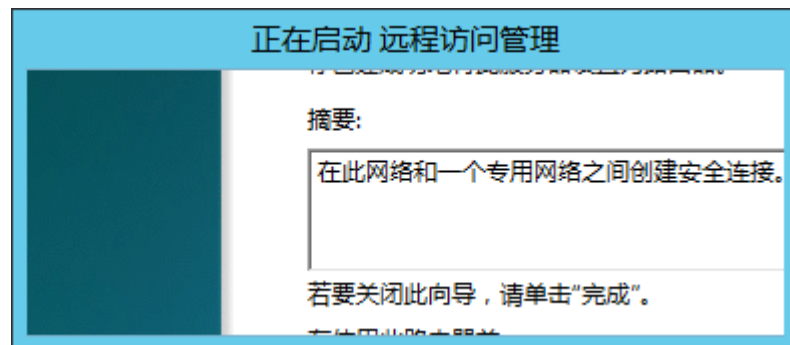 正在启动 远程访问管理
摘要:
在此网络和一个专用网络之间创建安全连接。
若要关闭此向导，请单击“完成”。